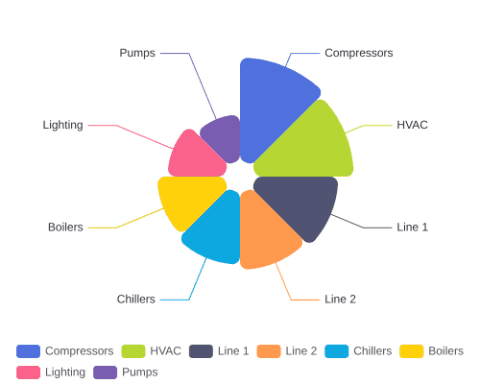 Pumps
Compressors
Lighting
HVAC
Boilers
Line 1
Chillers
Line 2
Compressors HVAC Line 1 Line 2 Chillers Boilers
Lighting Pumps